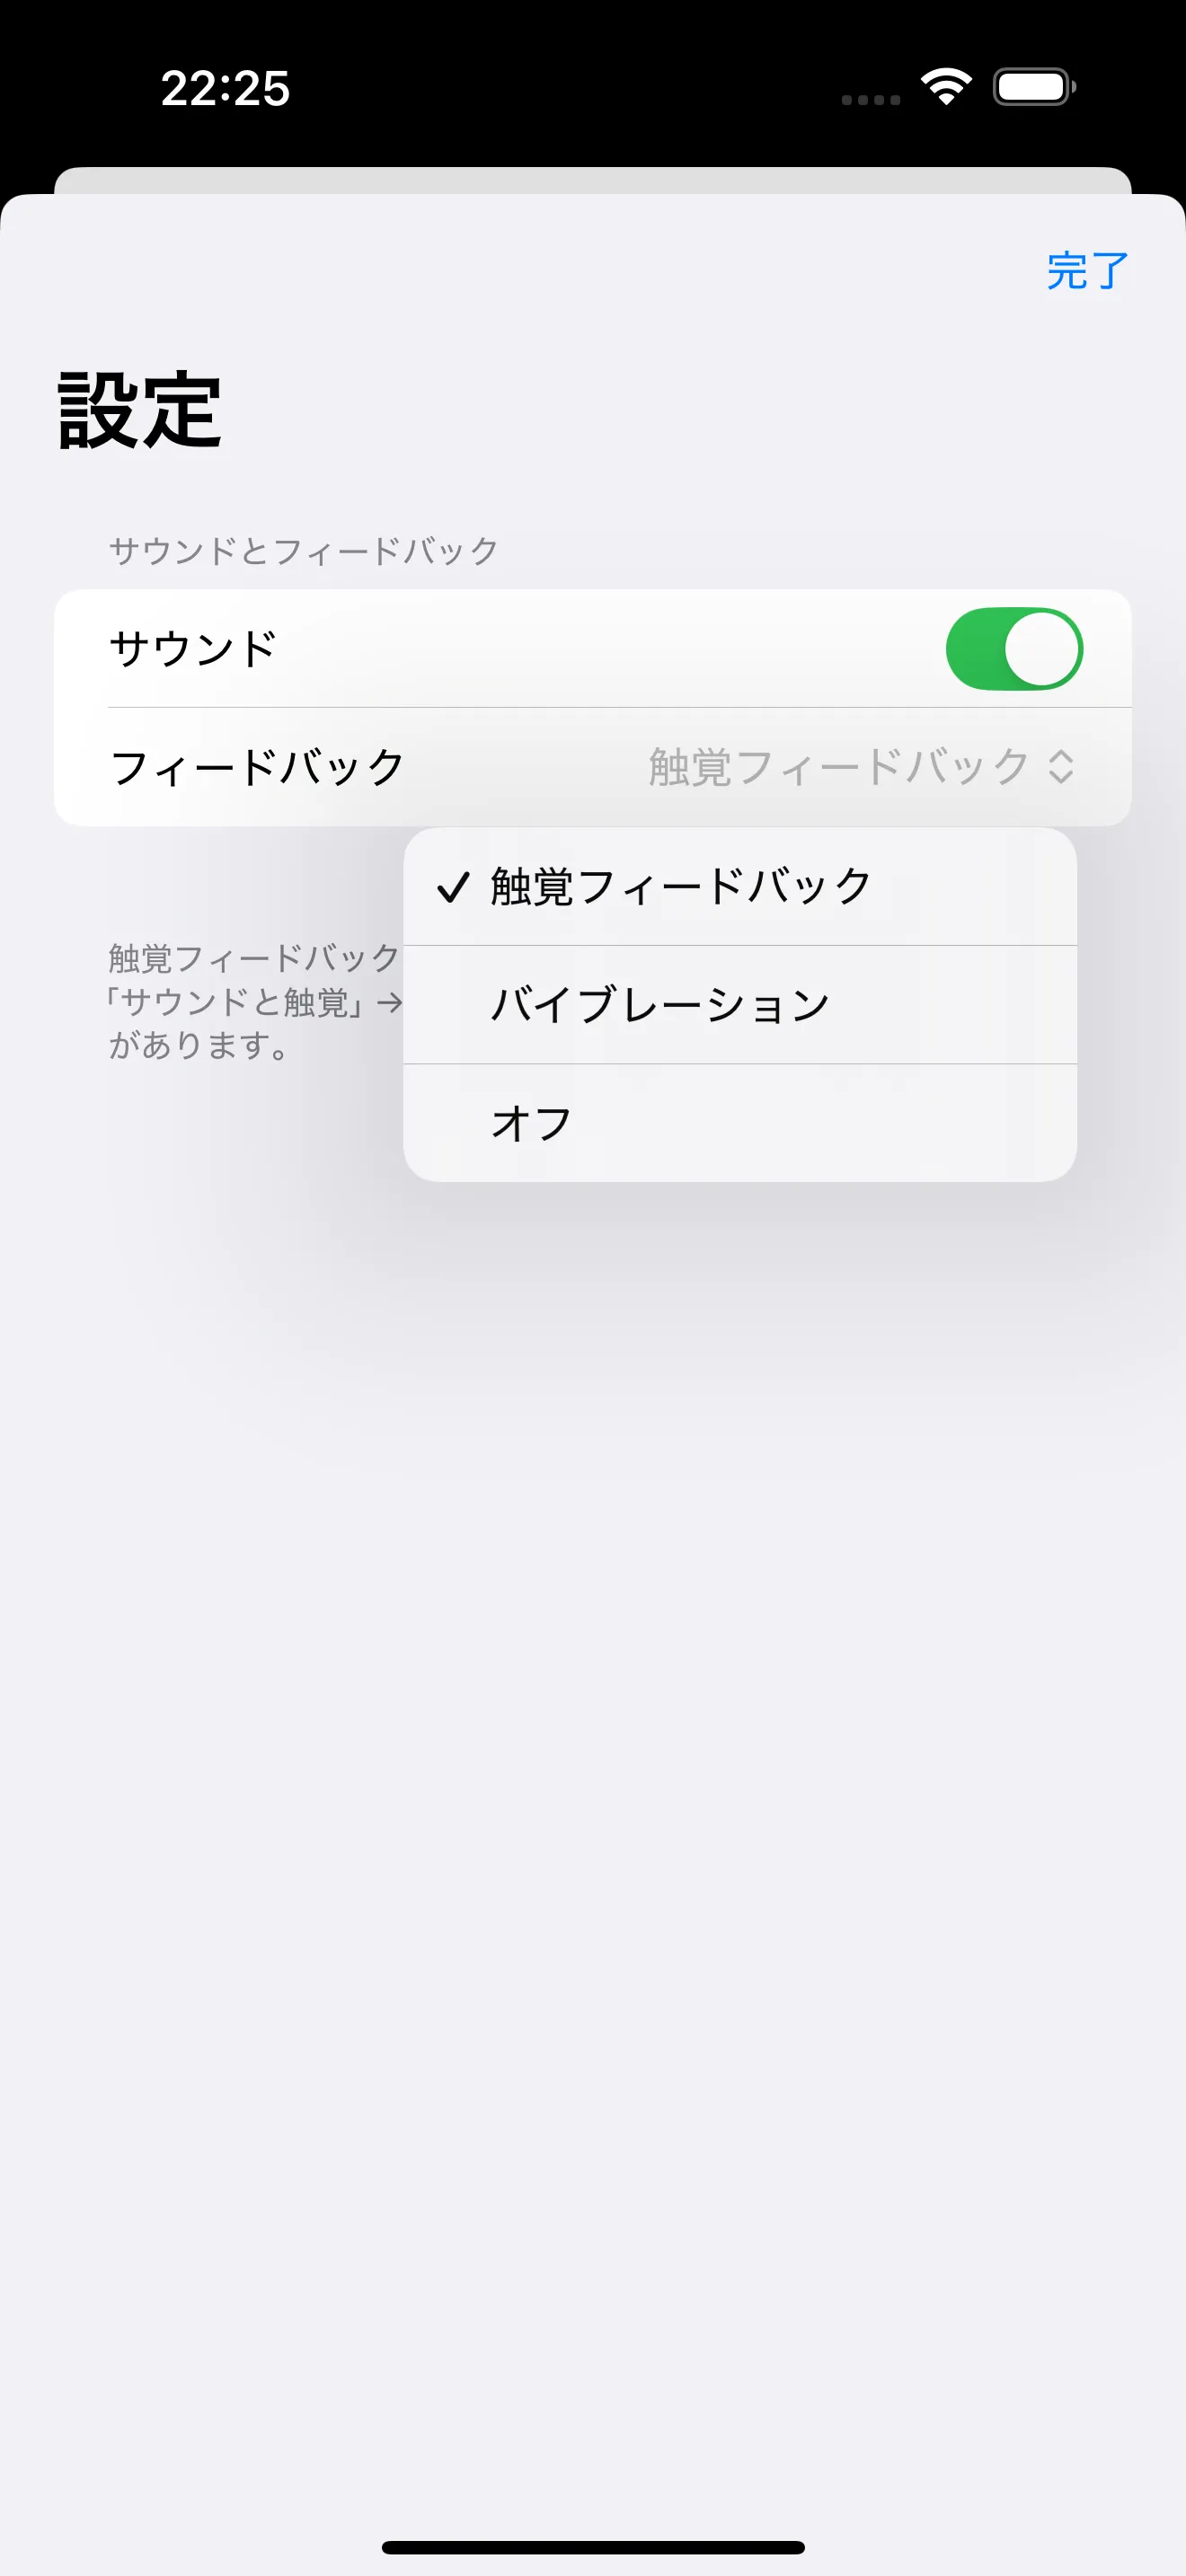 22:25
完了
設定
サウンドとフィードバック
サウンド
フィードバック 触覚フィードバック
✓ 触覚フィードバック
バイブレーション
オフ
触覚フィードバック
「サウンドと触覚」→
があります。